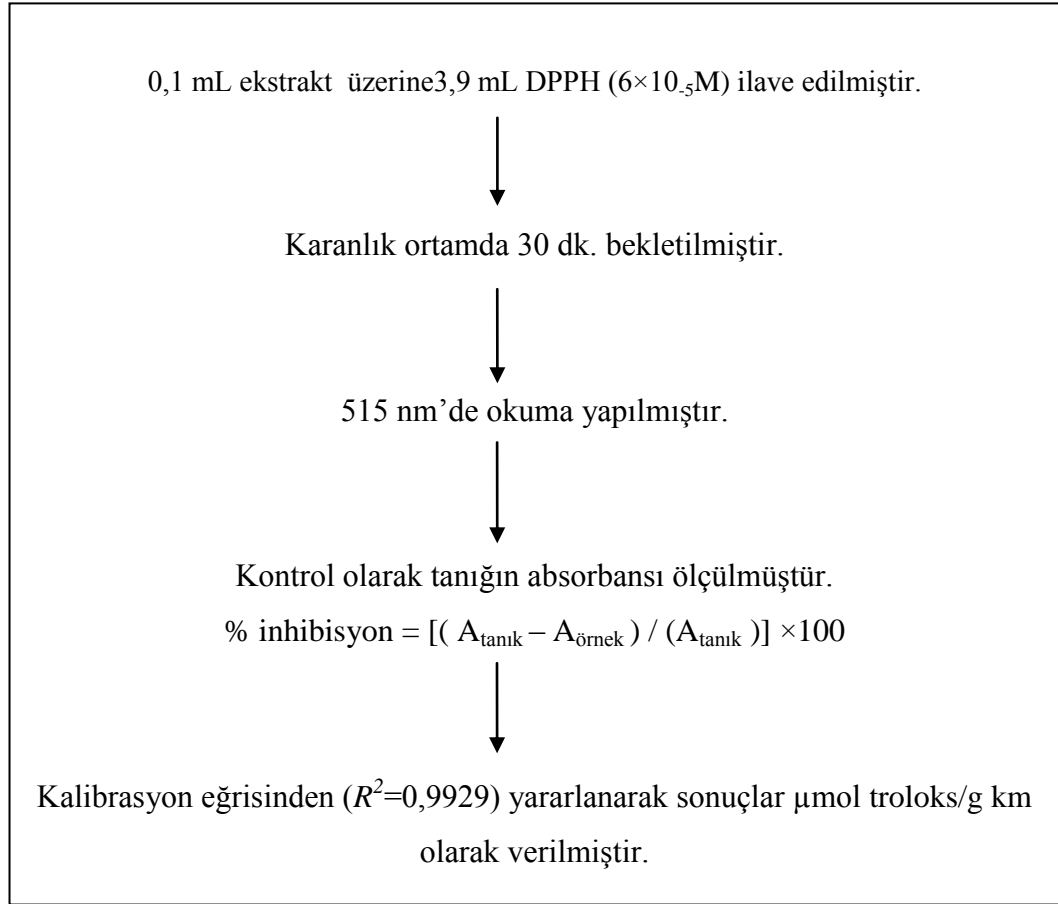 0,1 mL ekstrakt üzerine3,9 mL DPPH (6×10₋₅M) ilave edilmiştir.
Karanlık ortamda 30 dk. bekletilmiştir.
515 nm’de okuma yapılmıştır.
Kontrol olarak tanığın absorbansı ölçülmüştür.
% inhibisyon = [( Atanık – Aörnek ) / (Atanık )] ×100
Kalibrasyon eğrisinden (R²=0,9929) yararlanarak sonuçlar µmol troloks/g km
olarak verilmiştir.